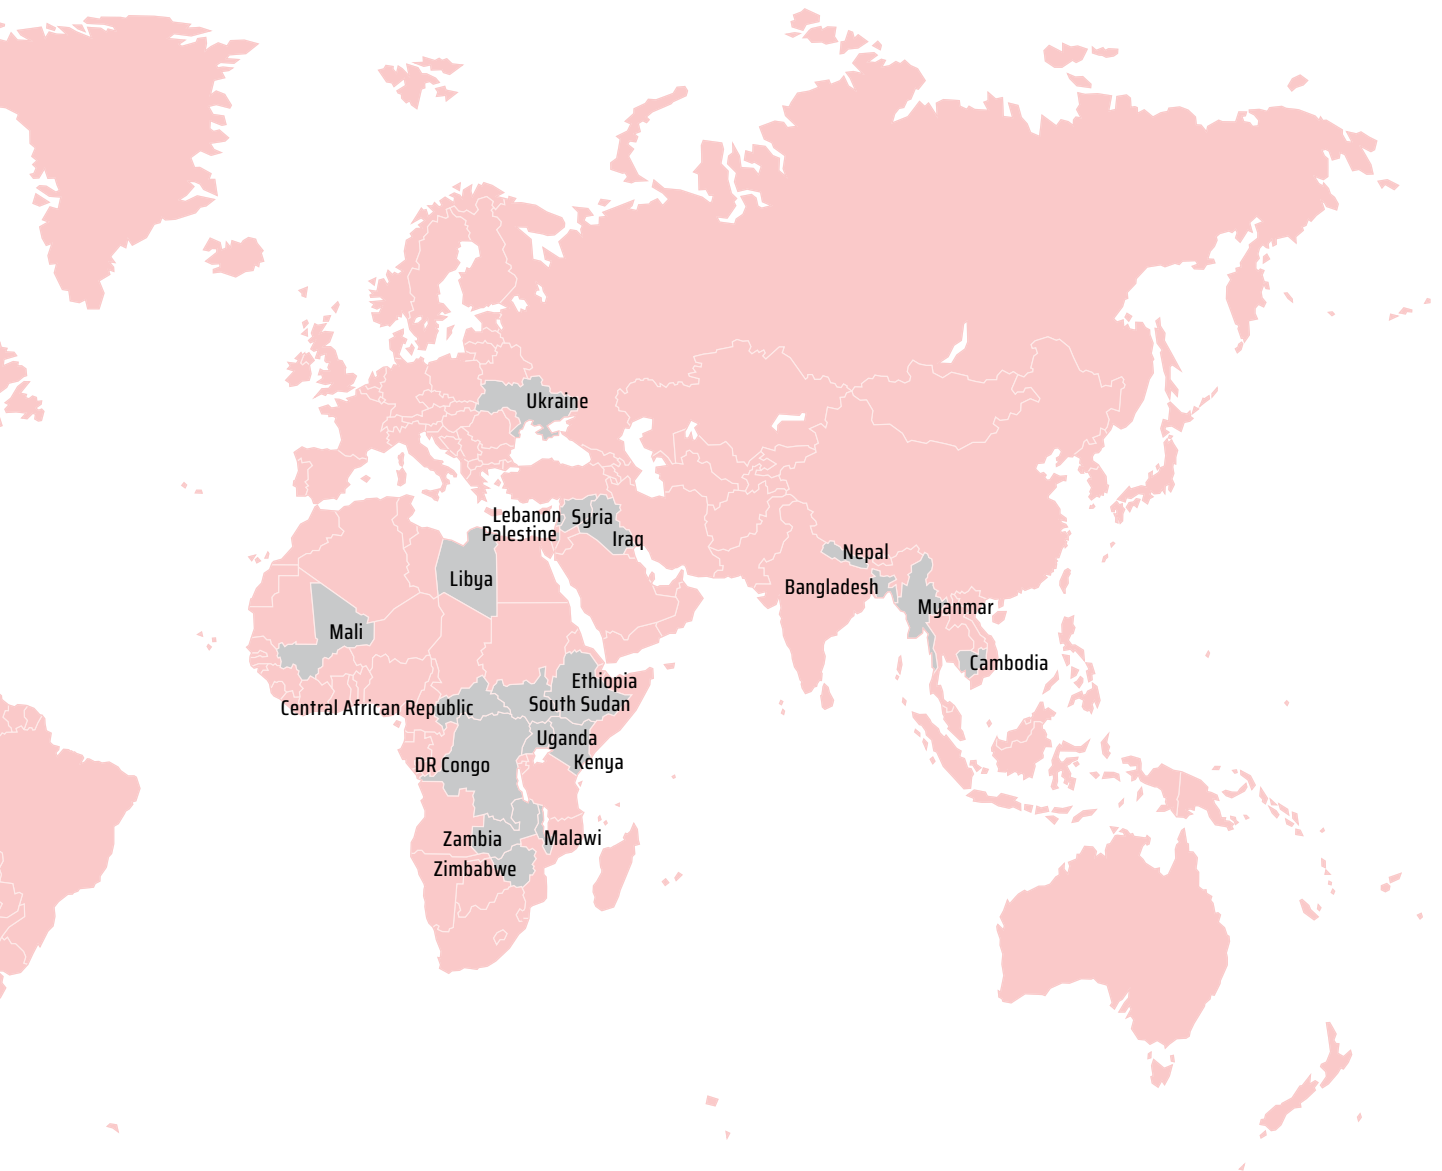 Ukraine
Lebanon
Syria
Palestine
Iraq
Nepal
Libya
Bangladesh
Myanmar
Mali
Cambodia
Ethiopia
South Sudan
Central African Republic
Uganda
Kenya
DR Congo
Zambia
Malawi
Zimbabwe